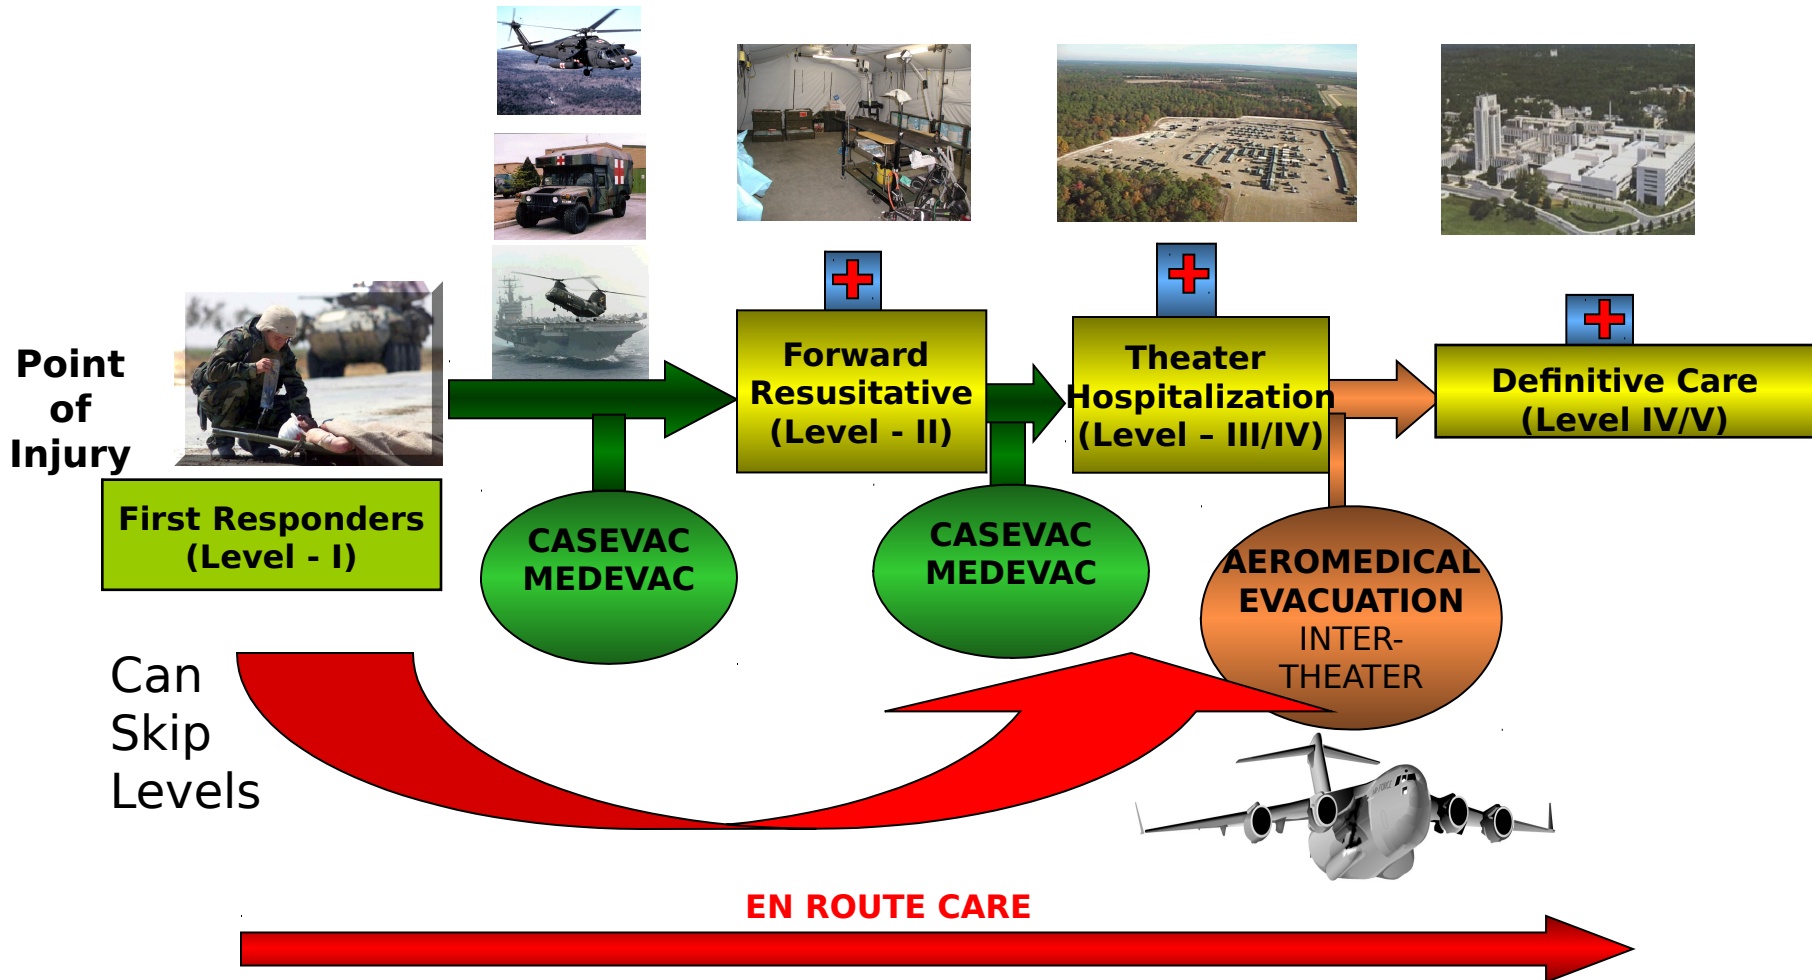 Point
of
Injury
First Responders
(Level - I)
CASEVAC
MEDEVAC
Forward
Resusitative
(Level - II)
CASEVAC
MEDEVAC
Theater
Hospitalization
(Level – III/IV)
AEROMEDICAL
EVACUATION
INTER-
THEATER
Definitive Care
(Level IV/V)
Can
Skip
Levels
EN ROUTE CARE